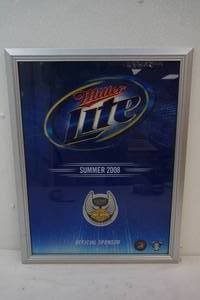 Miller
Lite
SUMMER 2008
OFFICIAL SPONSOR